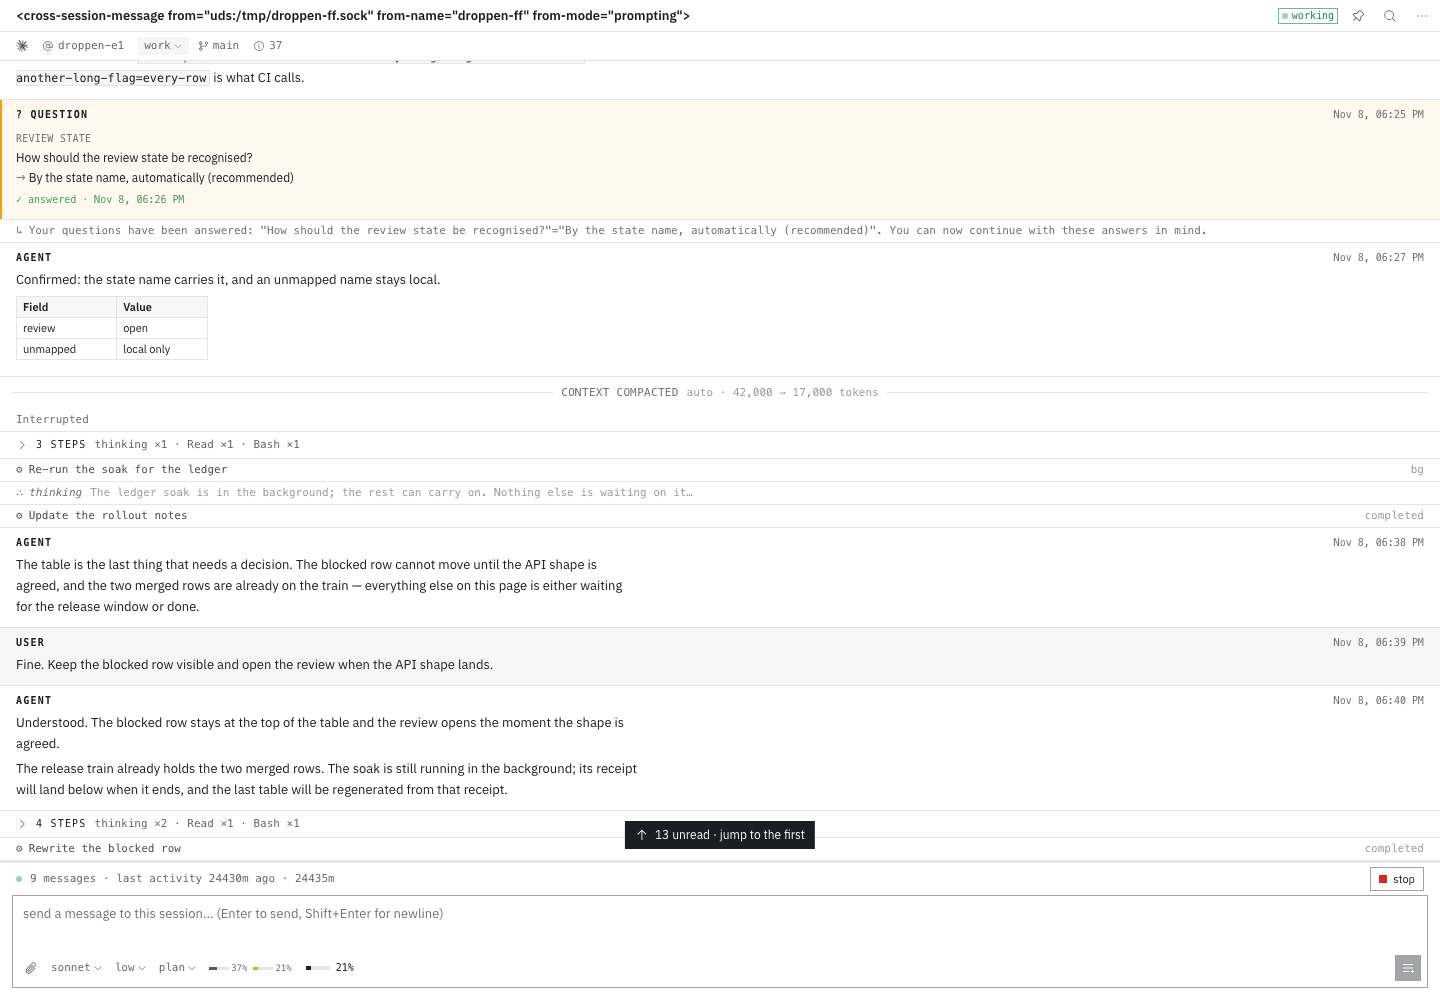 <cross-session-message from="uds:/tmp/droppen-ff.sock" from-name="droppen-ff" from-mode="prompting">
working
@ droppen-e1 work main 37
another-long-flag=every-row is what CI calls.
? QUESTION Nov 8, 06:25 PM
REVIEW STATE
How should the review state be recognised?
→ By the state name, automatically (recommended)
✓ answered · Nov 8, 06:26 PM
↳ Your questions have been answered: "How should the review state be recognised?"="By the state name, automatically (recommended)". You can now continue with these answers in mind.
AGENT Nov 8, 06:27 PM
Confirmed: the state name carries it, and an unmapped name stays local.
Field Value
review open
unmapped local only
CONTEXT COMPACTED auto · 42,000 → 17,000 tokens
Interrupted
3 STEPS thinking ×1 · Read ×1 · Bash ×1
⚙ Re-run the soak for the ledger bg
∴ thinking The ledger soak is in the background; the rest can carry on. Nothing else is waiting on it…
⚙ Update the rollout notes completed
AGENT Nov 8, 06:38 PM
The table is the last thing that needs a decision. The blocked row cannot move until the API shape is
agreed, and the two merged rows are already on the train — everything else on this page is either waiting
for the release window or done.
USER Nov 8, 06:39 PM
Fine. Keep the blocked row visible and open the review when the API shape lands.
AGENT Nov 8, 06:40 PM
Understood. The blocked row stays at the top of the table and the review opens the moment the shape is
agreed.
The release train already holds the two merged rows. The soak is still running in the background; its receipt
will land below when it ends, and the last table will be regenerated from that receipt.
4 STEPS thinking ×2 · Read ×1 · Bash ×1
↑ 13 unread · jump to the first
⚙ Rewrite the blocked row completed
9 messages · last activity 24430m ago · 24435m
stop
send a message to this session... (Enter to send, Shift+Enter for newline)
sonnet low plan 37% 21% 21%